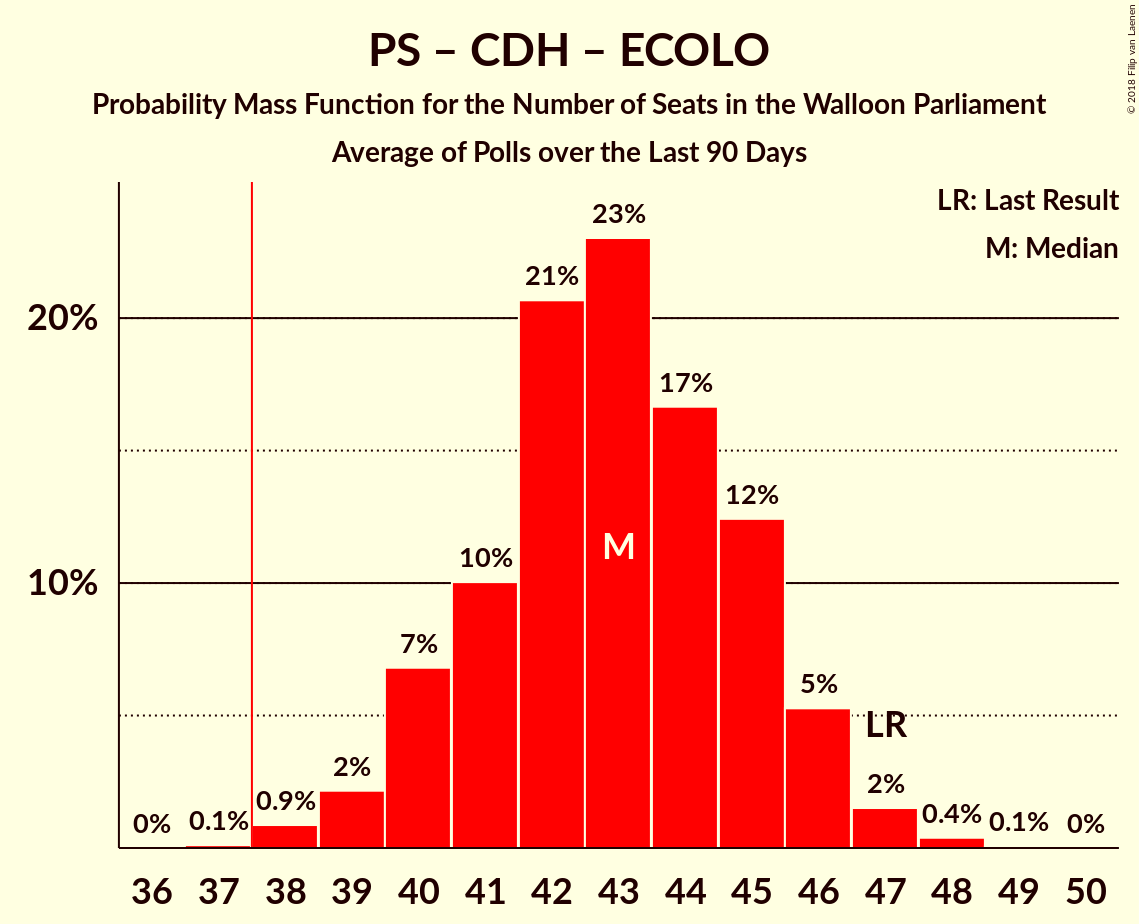 PS – CDH – ECOLO
Probability Mass Function for the Number of Seats in the Walloon Parliament
Average of Polls over the Last 90 Days
© 2018 Filip van Laenen
LR: Last Result
M: Median
20%
10%
0%
0.1%
0.9%
2%
7%
10%
21%
23%
17%
12%
5%
2%
0.4%
0.1%
0%
M
LR
36 37 38 39 40 41 42 43 44 45 46 47 48 49 50